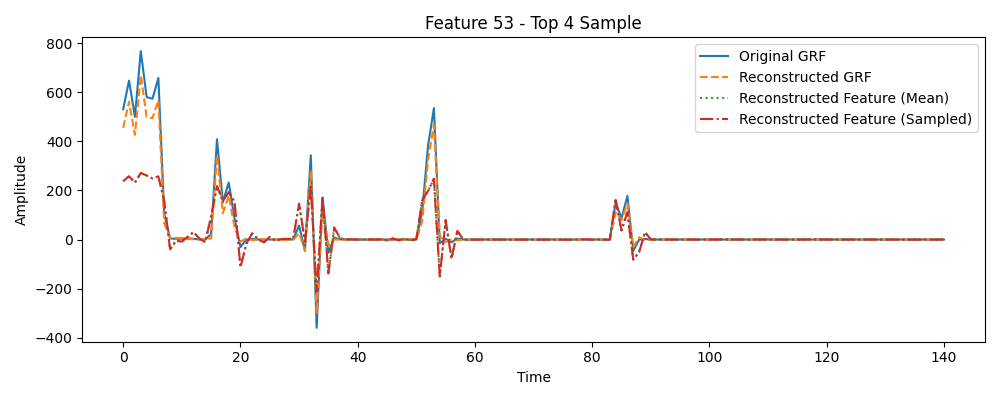 Feature 53 - Top 4 Sample
Original GRF
Reconstructed GRF
Reconstructed Feature (Mean)
Reconstructed Feature (Sampled)
Amplitude
800
600
400
200
0
−200
−400
0 20 40 60 80 100 120 140
Time